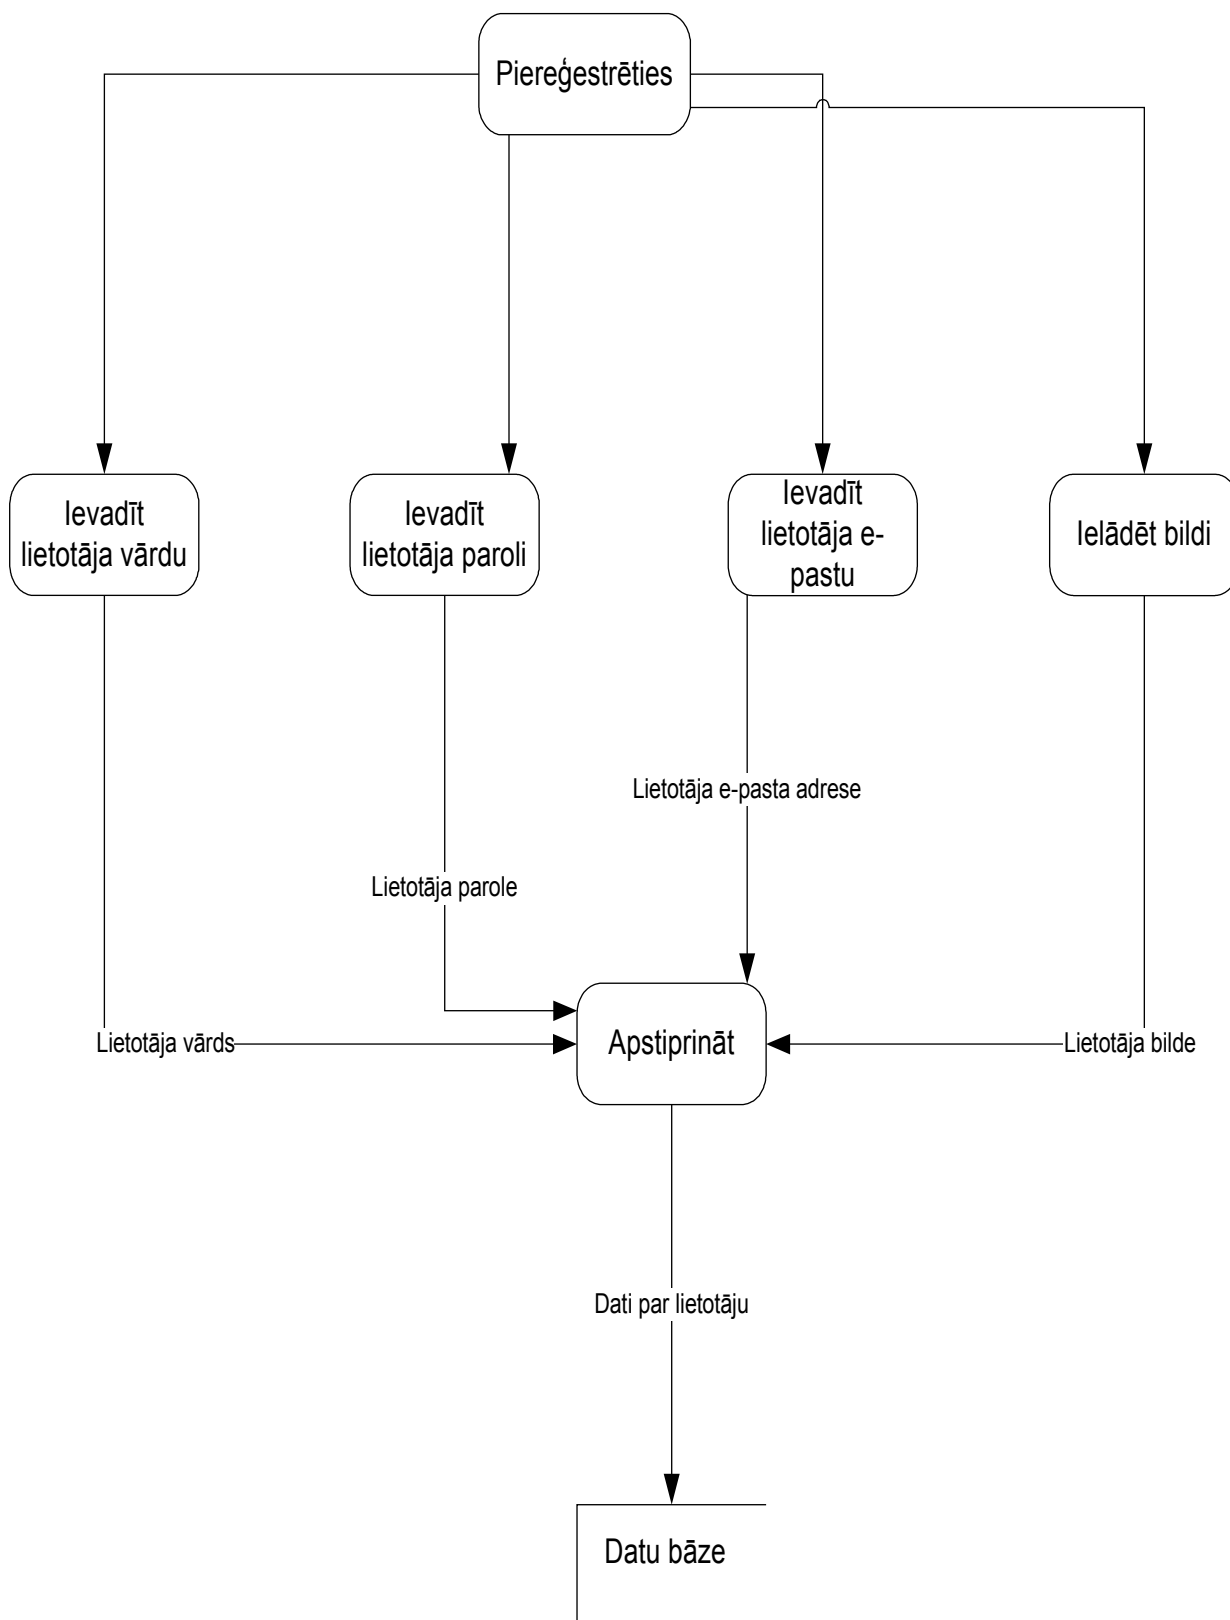 Piereģestrēties
Ievadīt
lietotāja vārdu
Ievadīt
lietotāja paroli
Ievadīt
lietotāja e-
pastu
Ielādēt bildi
Lietotāja e-pasta adrese
Lietotāja parole
Lietotāja vārds
Apstiprināt
Lietotāja bilde
Dati par lietotāju
Datu bāze